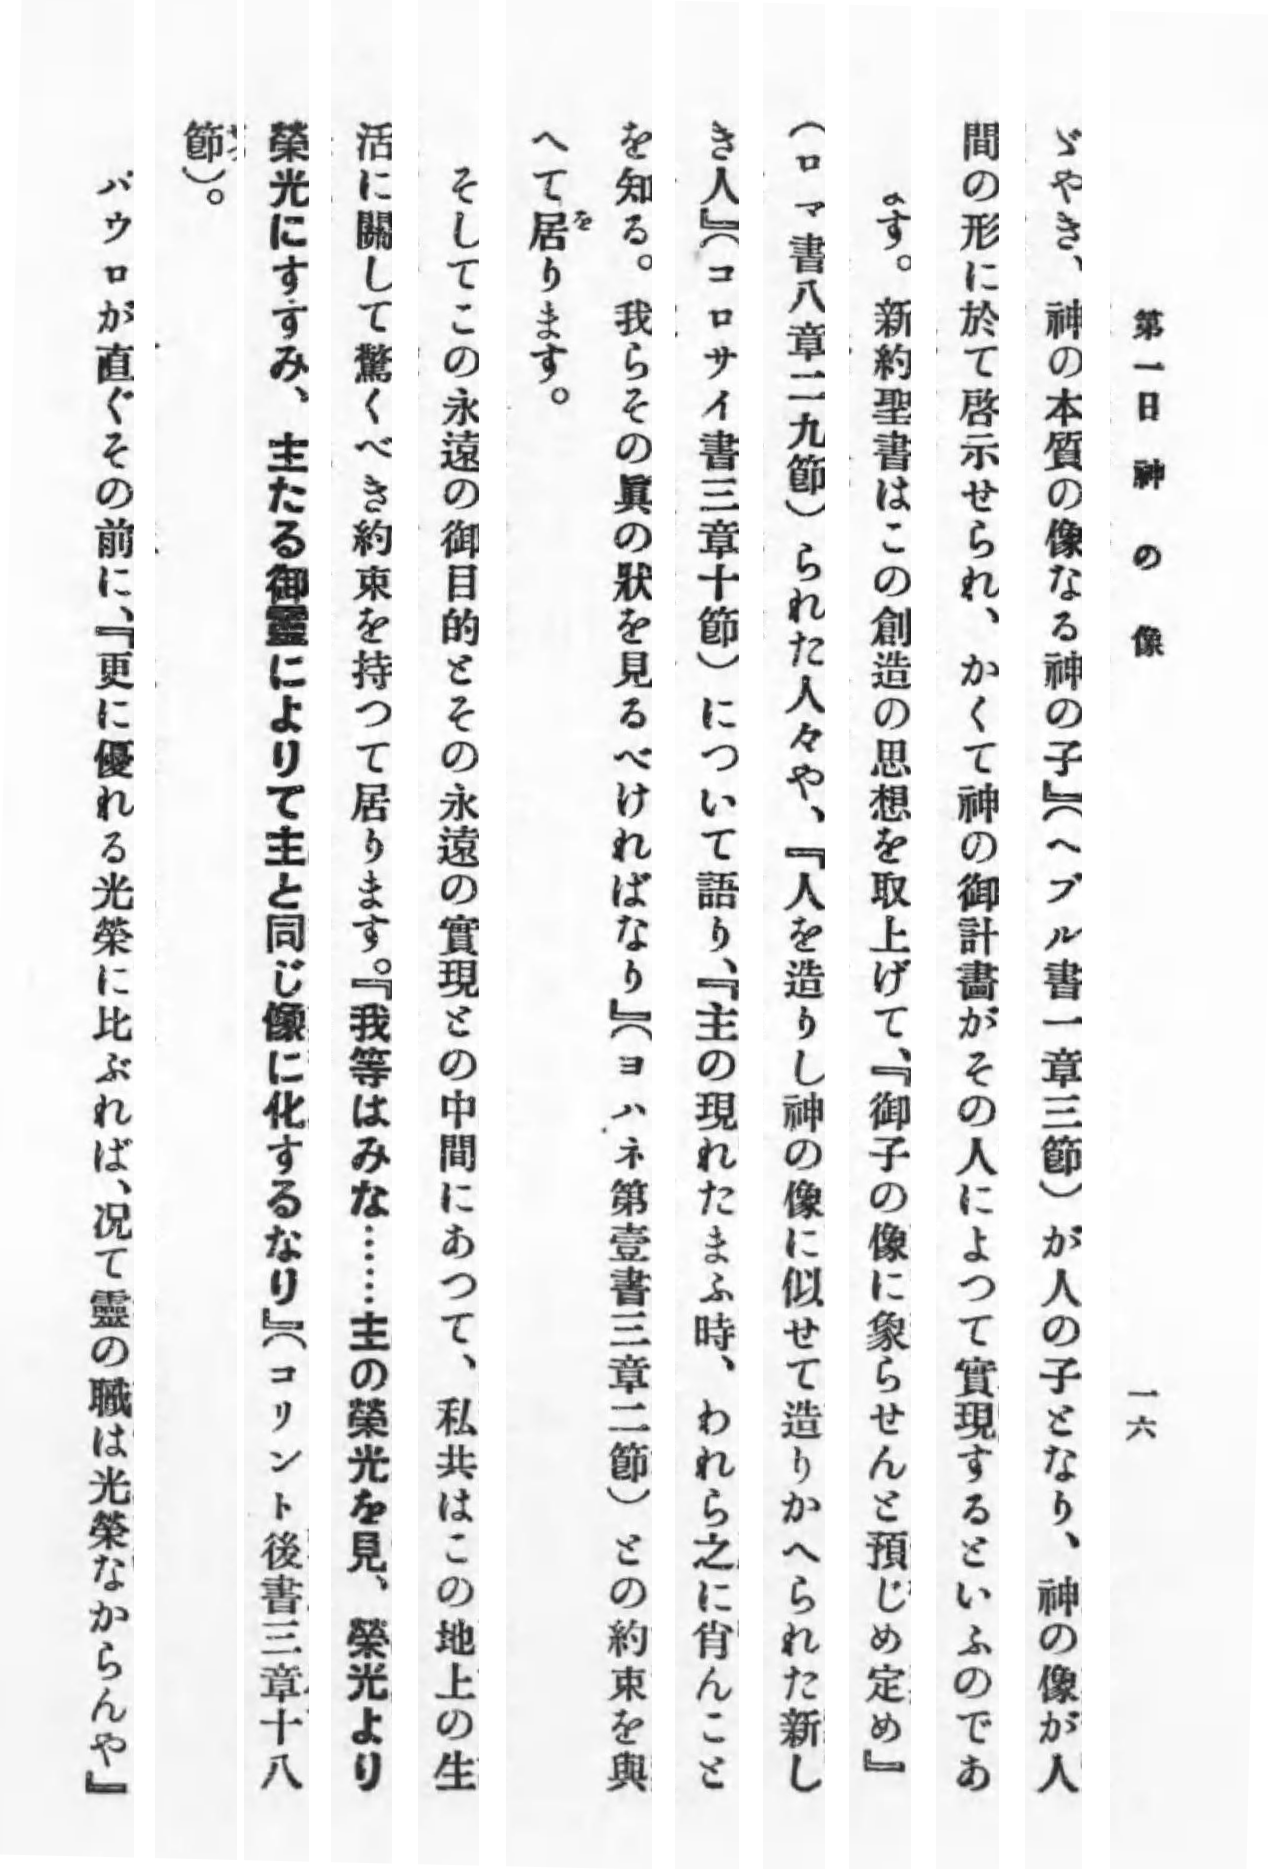 第一日 神の像
一六
ゞやき、神の本質の像なる神の子』(ヘブル書一章三節)が人の子となり、神の像が人
間の形に於て啓示せられ、かくて神の御計畵がその人によつて實現するといふのであ
す。新約聖書はこの創造の思想を取上げて、『御子の像に象らせんと預じめ定め』
(ロマ書八章二九節)られた人々や、『人を造りし神の像に似せて造りかへられた新し
き人』(コロサイ書三章十節)について語り、『主の現れたまふ時、われら之に肖んこと
を知る。我らその眞の狀を見るべければなり』(ヨハネ第壹書三章二節)との約束を與
へて居ります。
そしてこの永遠の御目的とその永遠の實現との中間にあつて、私共はこの地上の生
活に關して驚くべき約束を持つて居ります。『我等はみな……主の榮光を見、榮光より
榮光にすすみ、主たる御靈によりて主と同じ像に化するなり』(コリント後書三章十八
節)。
パウロが直ぐその前に、『更に優れる光榮に比ぶれば、况て靈の職は光榮なからんや』